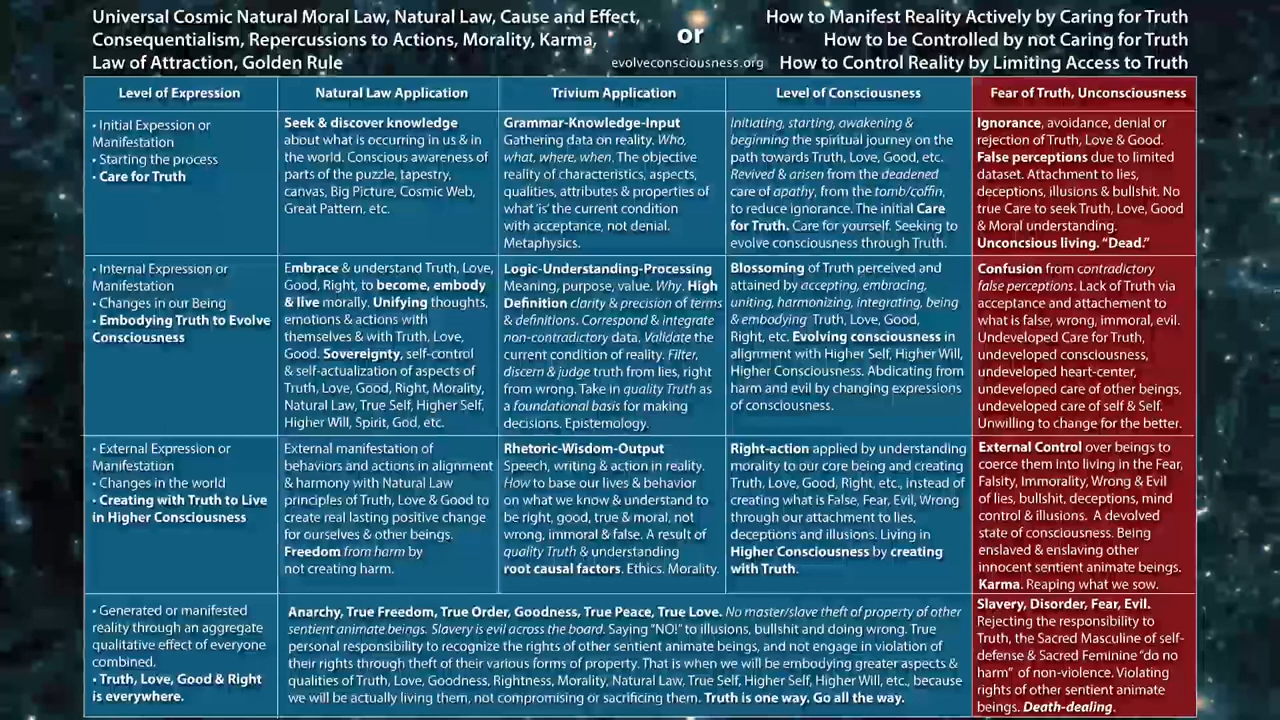 Universal Cosmic Natural Moral Law, Natural Law, Cause and Effect,
Consequentialism, Repercussions to Actions, Morality, Karma,
Law of Attraction, Golden Rule
or
evolveconsciousness.org
How to Manifest Reality Actively by Caring for Truth
How to be Controlled by not Caring for Truth
How to Control Reality by Limiting Access to Truth
Level of Expression
Natural Law Application
Trivium Application
Level of Consciousness
Fear of Truth, Unconsciousness
• Initial Expession or
Manifestation
• Starting the process
• Care for Truth
Seek & discover knowledge
about what is occurring in us & in
the world. Conscious awareness of
parts of the puzzle, tapestry,
canvas, Big Picture, Cosmic Web,
Great Pattern, etc.
Grammar-Knowledge-Input
Gathering data on reality. Who,
what, where, when. The objective
reality of characteristics, aspects,
qualities, attributes & properties of
what 'is' the current condition
with acceptance, not denial.
Metaphysics.
Initiating, starting, awakening &
beginning the spiritual journey on the
path towards Truth, Love, Good, etc.
Revived & arisen from the deadened
care of apathy, from the tomb/coffin,
to reduce ignorance. The initial Care
for Truth. Care for yourself. Seeking to
evolve consciousness through Truth.
Ignorance, avoidance, denial or
rejection of Truth, Love & Good.
False perceptions due to limited
dataset. Attachment to lies,
deceptions, illusions & bullshit. No
true Care to seek Truth, Love, Good
& Moral understanding.
Unconcsious living. "Dead."
• Internal Expression or
Manifestation
• Changes in our Being
• Embodying Truth to Evolve
Consciousness
Embrace & understand Truth, Love,
Good, Right, to become, embody
& live morally. Unifying thoughts,
emotions & actions with
themselves & with Truth, Love,
Good. Sovereignty, self-control
& self-actualization of aspects of
Truth, Love, Good, Right, Morality,
Natural Law, True Self, Higher Self,
Higher Will, Spirit, God, etc.
Logic-Understanding-Processing
Meaning, purpose, value. Why. High
Definition clarity & precision of terms
& definitions. Correspond & integrate
non-contradictory data. Validate the
current condition of reality. Filter,
discern & judge truth from lies, right
from wrong. Take in quality Truth as
a foundational basis for making
decisions. Epistemology.
Blossoming of Truth perceived and
attained by accepting, embracing,
uniting, harmonizing, integrating, being
& embodying Truth, Love, Good,
Right, etc. Evolving consciousness in
alignment with Higher Self, Higher Will,
Higher Consciousness. Abdicating from
harm and evil by changing expressions
of consciousness.
Confusion from contradictory
false perceptions. Lack of Truth via
acceptance and attachement to
what is false, wrong, immoral, evil.
Undeveloped Care for Truth,
undeveloped consciousness,
undeveloped heart-center,
undeveloped care of other beings,
undeveloped care of self & Self.
Unwilling to change for the better.
• External Expression or
Manifestation
• Changes in the world
• Creating with Truth to Live
in Higher Consciousness
External manifestation of
behaviors and actions in alignment
& harmony with Natural Law
principles of Truth, Love & Good to
create real lasting positive change
for ourselves & other beings.
Freedom from harm by
not creating harm.
Rhetoric-Wisdom-Output
Speech, writing & action in reality.
How to base our lives & behavior
on what we know & understand to
be right, good, true & moral, not
wrong, immoral & false. A result of
quality Truth & understanding
root causal factors. Ethics. Morality.
Right-action applied by understanding
morality to our core being and creating
Truth, Love, Good, Right, etc., instead of
creating what is False, Fear, Evil, Wrong
through our attachment to lies,
deceptions and illusions. Living in
Higher Consciousness by creating
with Truth.
External Control over beings to
coerce them into living in the Fear,
Falsity, Immorality, Wrong & Evil
of lies, bullshit, deceptions, mind
control & illusions. A devolved
state of consciousness. Being
enslaved & enslaving other
innocent sentient animate beings.
Karma. Reaping what we sow.
• Generated or manifested
reality through an aggregate
qualitative effect of everyone
combined.
• Truth, Love, Good & Right
is everywhere.
Anarchy, True Freedom, True Order, Goodness, True Peace, True Love. No master/slave theft of property of other
sentient animate beings. Slavery is evil across the board. Saying "NO!" to illusions, bullshit and doing wrong. True
personal responsibility to recognize the rights of other sentient animate beings, and not engage in violation of
their rights through theft of their various forms of property. That is when we will be embodying greater aspects &
qualities of Truth, Love, Goodness, Rightness, Morality, Natural Law, True Self, Higher Self, Higher Will, etc., because
we will be actually living them, not compromising or sacrificing them. Truth is one way. Go all the way.
Slavery, Disorder, Fear, Evil.
Rejecting the responsibility to
Truth, the Sacred Masculine of self-
defense & Sacred Feminine "do no
harm" of non-violence. Violating
rights of other sentient animate
beings. Death-dealing.